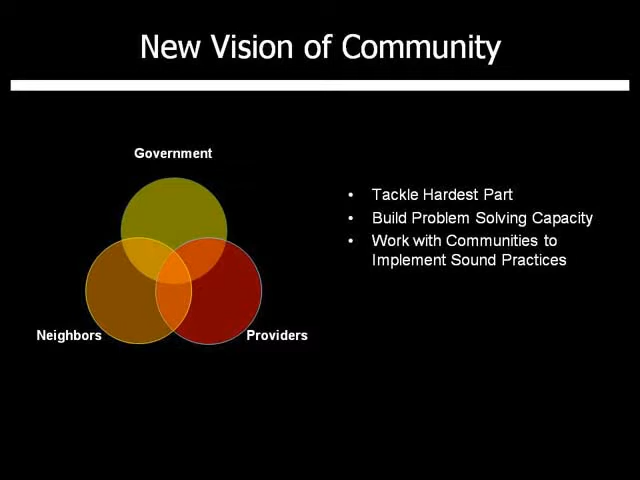 New Vision of Community
Government
• Tackle Hardest Part
• Build Problem Solving Capacity
• Work with Communities to
Implement Sound Practices
Neighbors
Providers